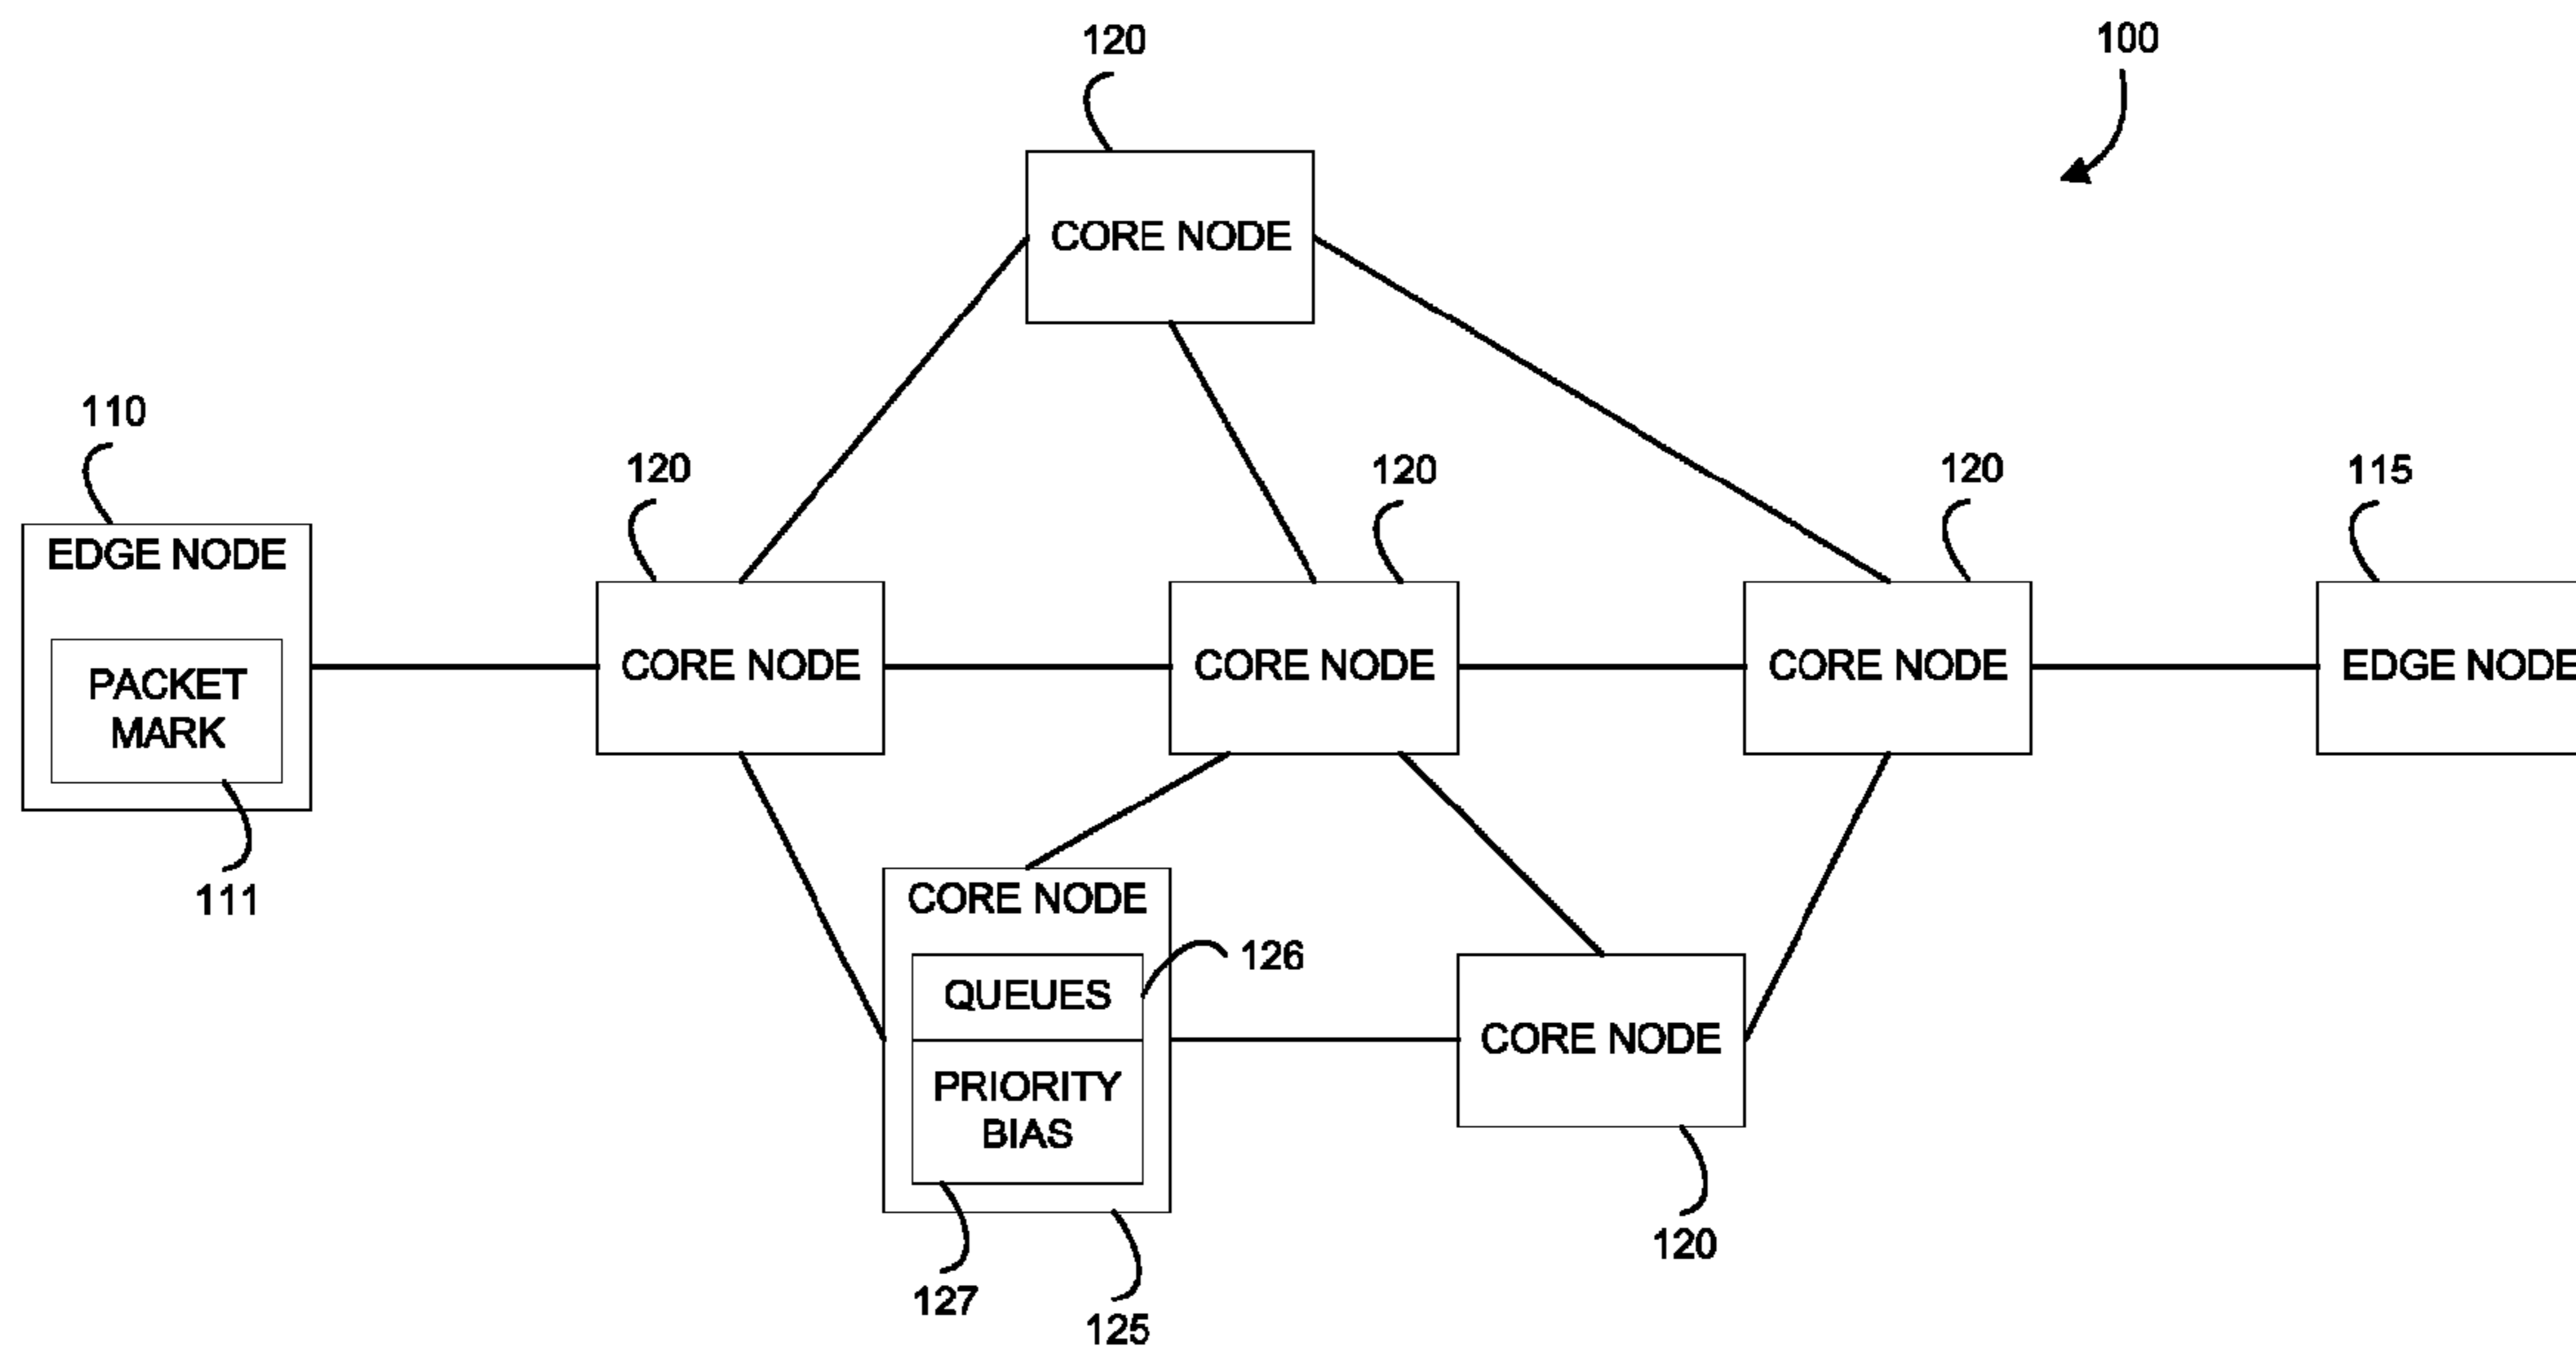 120
100
CORE NODE
110
120
120
120
115
EDGE NODE
PACKET
MARK
CORE NODE
CORE NODE
CORE NODE
EDGE NODE
111
CORE NODE
QUEUES
126
PRIORITY
BIAS
CORE NODE
127
125
120